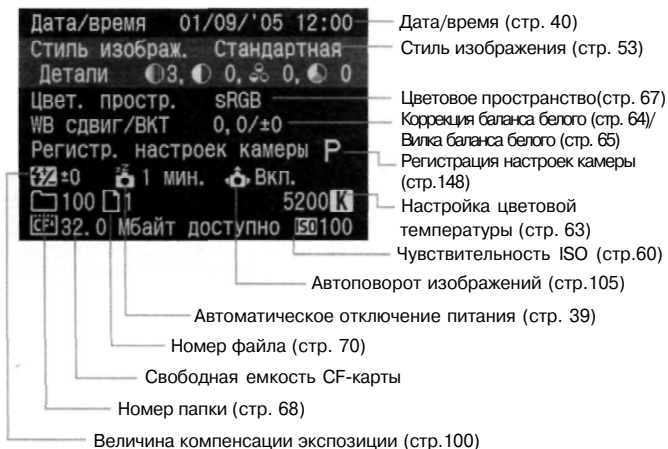 Дата/время 01/09/'05 12:00
Стиль изображ. Стандартная
Детали 3, 0, 0, 0
Цвет. простр. sRGB
WB сдвиг/ВКТ 0,0/±0
Регистр. настроек камеры P
±0 1 мин. Вкл.
100 1 5200 K
CF 32.0 Мбайт доступно ISO 100
Дата/время (стр. 40)
Стиль изображения (стр. 53)
Цветовое пространство(стр. 67)
Коррекция баланса белого (стр. 64)/
Вилка баланса белого (стр. 65)
Регистрация настроек камеры
(стр.148)
Настройка цветовой
температуры (стр. 63)
Чувствительность ISO (стр.60)
Автоповорот изображений (стр.105)
Автоматическое отключение питания (стр. 39)
Номер файла (стр. 70)
Свободная емкость CF-карты
Номер папки (стр. 68)
Величина компенсации экспозиции (стр.100)